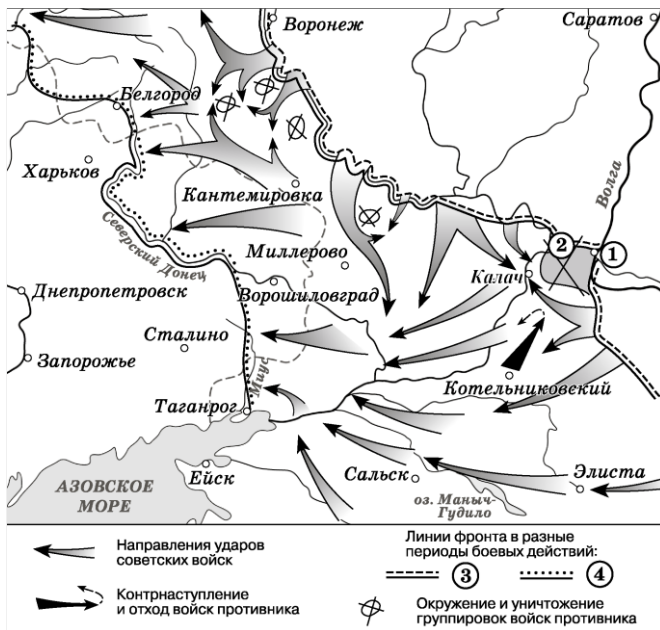 Воронеж
Саратов
Белгород
Харьков
Кантемировка
Волга
Северский Донец
Миллерово
2
1
Ворошиловград
Калач
Днепропетровск
Сталино
Запорожье
Миус
Котельниковский
Таганрог
АЗОВСКОЕ
МОРЕ
Ейск
Сальск
Элиста
оз. Маныч-
Гудило
Направления ударов
советских войск
Контрнаступление
и отход войск противника
Линии фронта в разные
периоды боевых действий:
3
4
Окружение и уничтожение
группировок войск противника